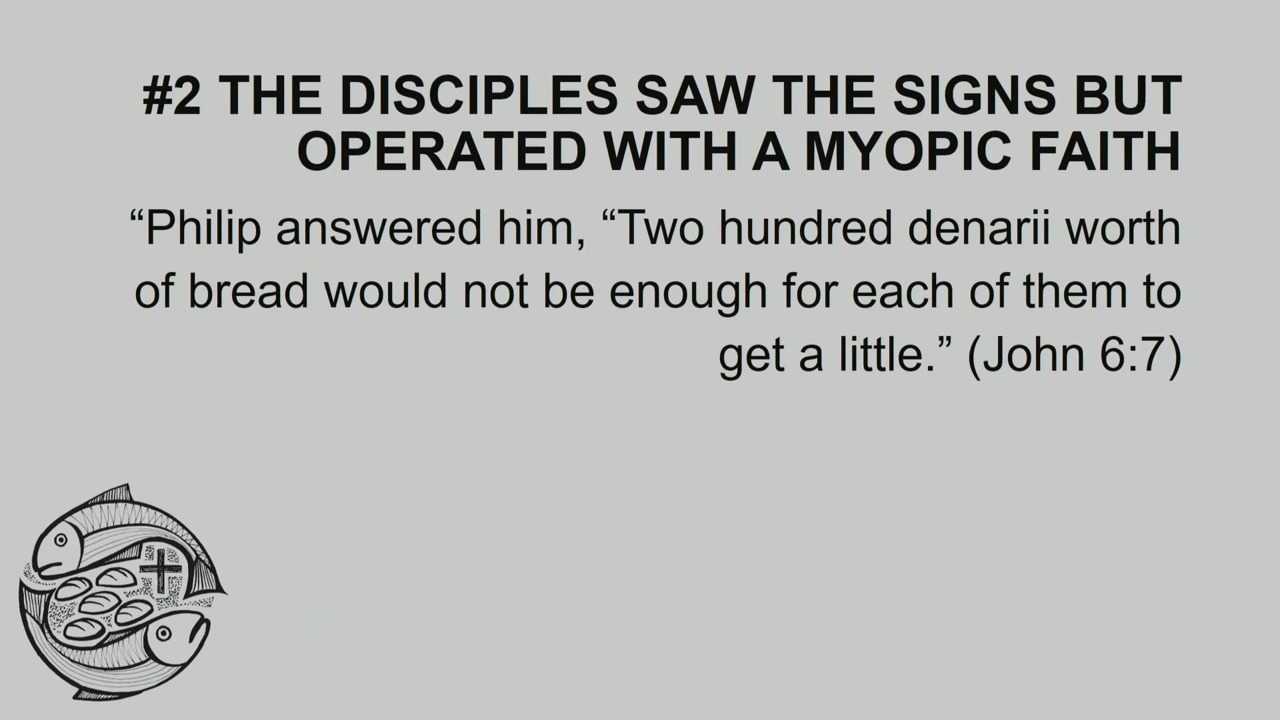 #2 THE DISCIPLES SAW THE SIGNS BUT
OPERATED WITH A MYOPIC FAITH
“Philip answered him, “Two hundred denarii worth
of bread would not be enough for each of them to
get a little.” (John 6:7)